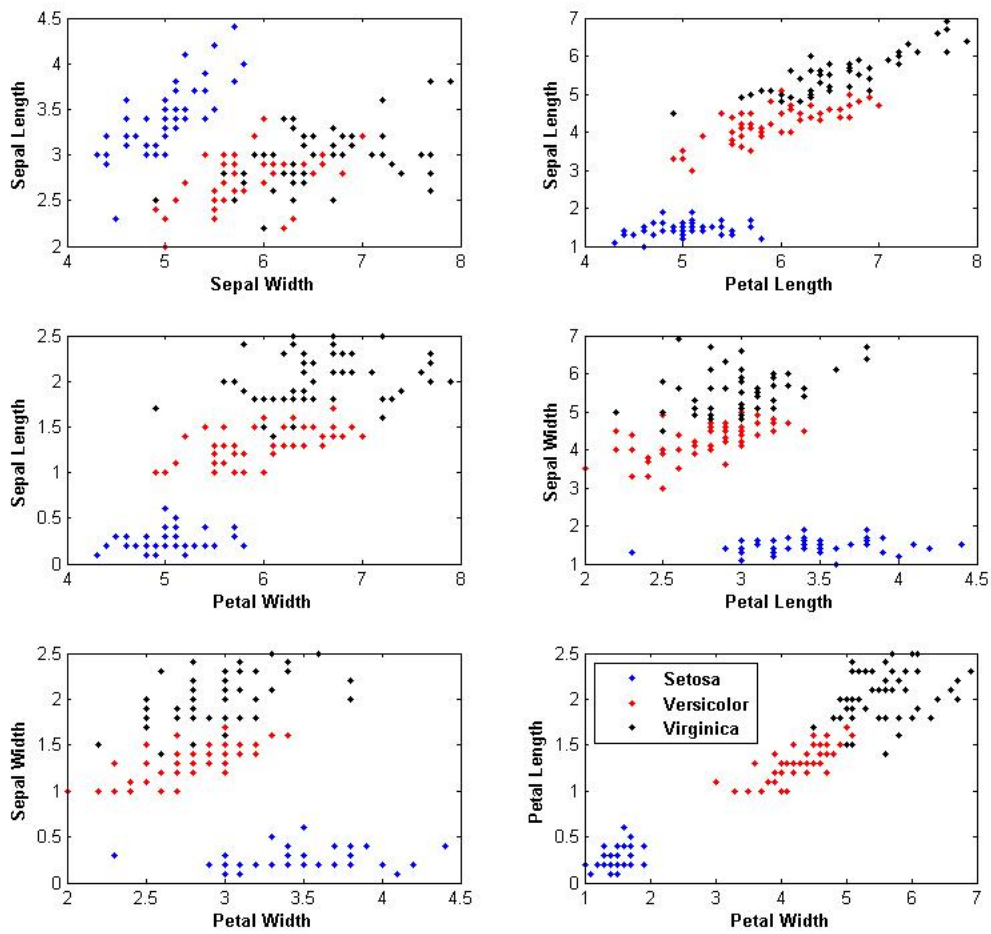 4.5
4
3.5
3
2.5
2
Sepal Length
4 5 6 7 8
Sepal Width
7
6
5
4
3
2
1
Sepal Length
4 5 6 7 8
Petal Length
2.5
2
1.5
1
0.5
0
Sepal Length
4 5 6 7 8
Petal Width
7
6
5
4
3
2
1
Sepal Width
2 2.5 3 3.5 4 4.5
Petal Length
2.5
2
1.5
1
0.5
0
Sepal Width
2 2.5 3 3.5 4 4.5
Petal Width
2.5
2
1.5
1
0.5
0
Petal Length
Setosa
Versicolor
Virginica
1 2 3 4 5 6 7
Petal Width